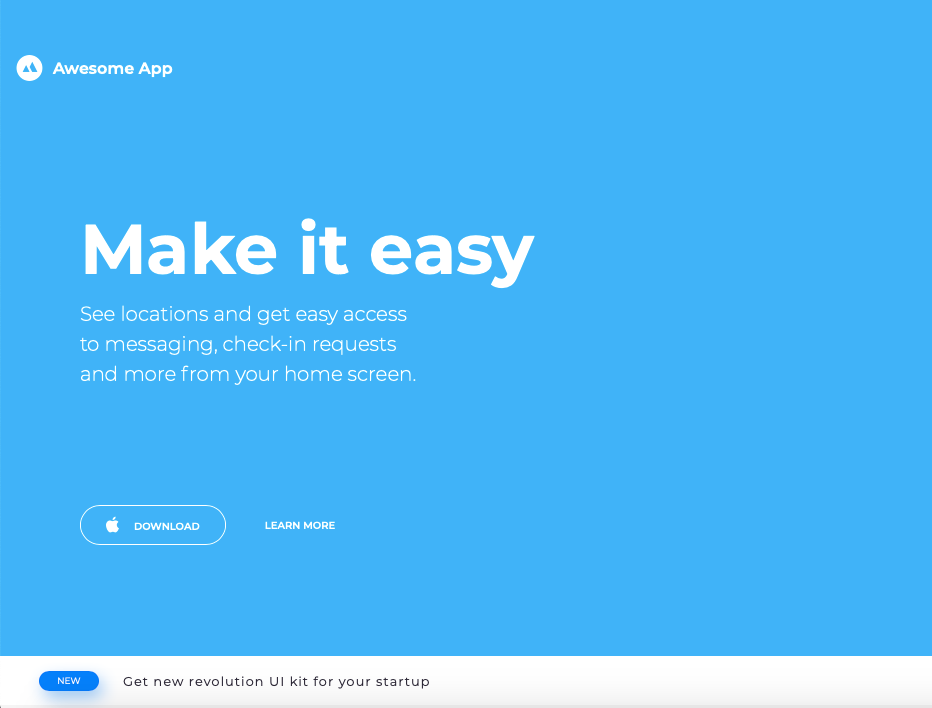 Awesome App
Make it easy
See locations and get easy access
to messaging, check-in requests
and more from your home screen.
DOWNLOAD
LEARN MORE
NEW
Get new revolution UI kit for your startup